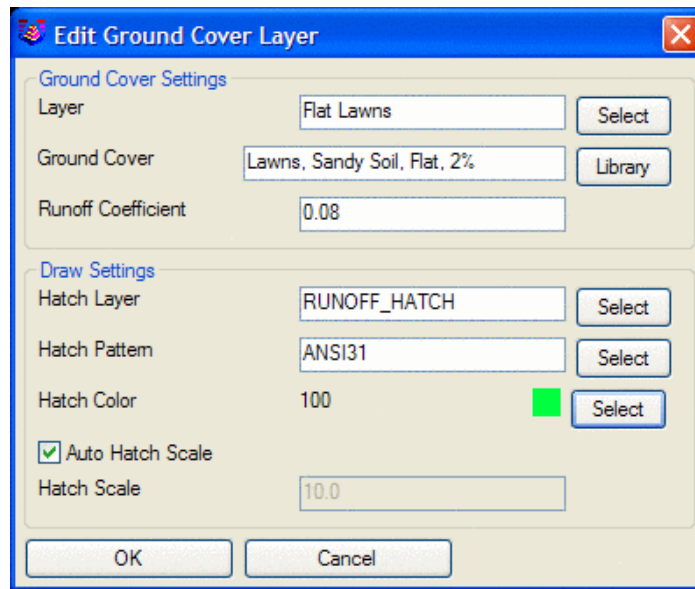 Edit Ground Cover Layer
Ground Cover Settings
Layer Flat Lawns Select
Ground Cover Lawns, Sandy Soil, Flat, 2% Library
Runoff Coefficient 0.08
Draw Settings
Hatch Layer RUNOFF_HATCH Select
Hatch Pattern ANSI31 Select
Hatch Color 100 Select
Auto Hatch Scale
Hatch Scale 10.0
OK Cancel